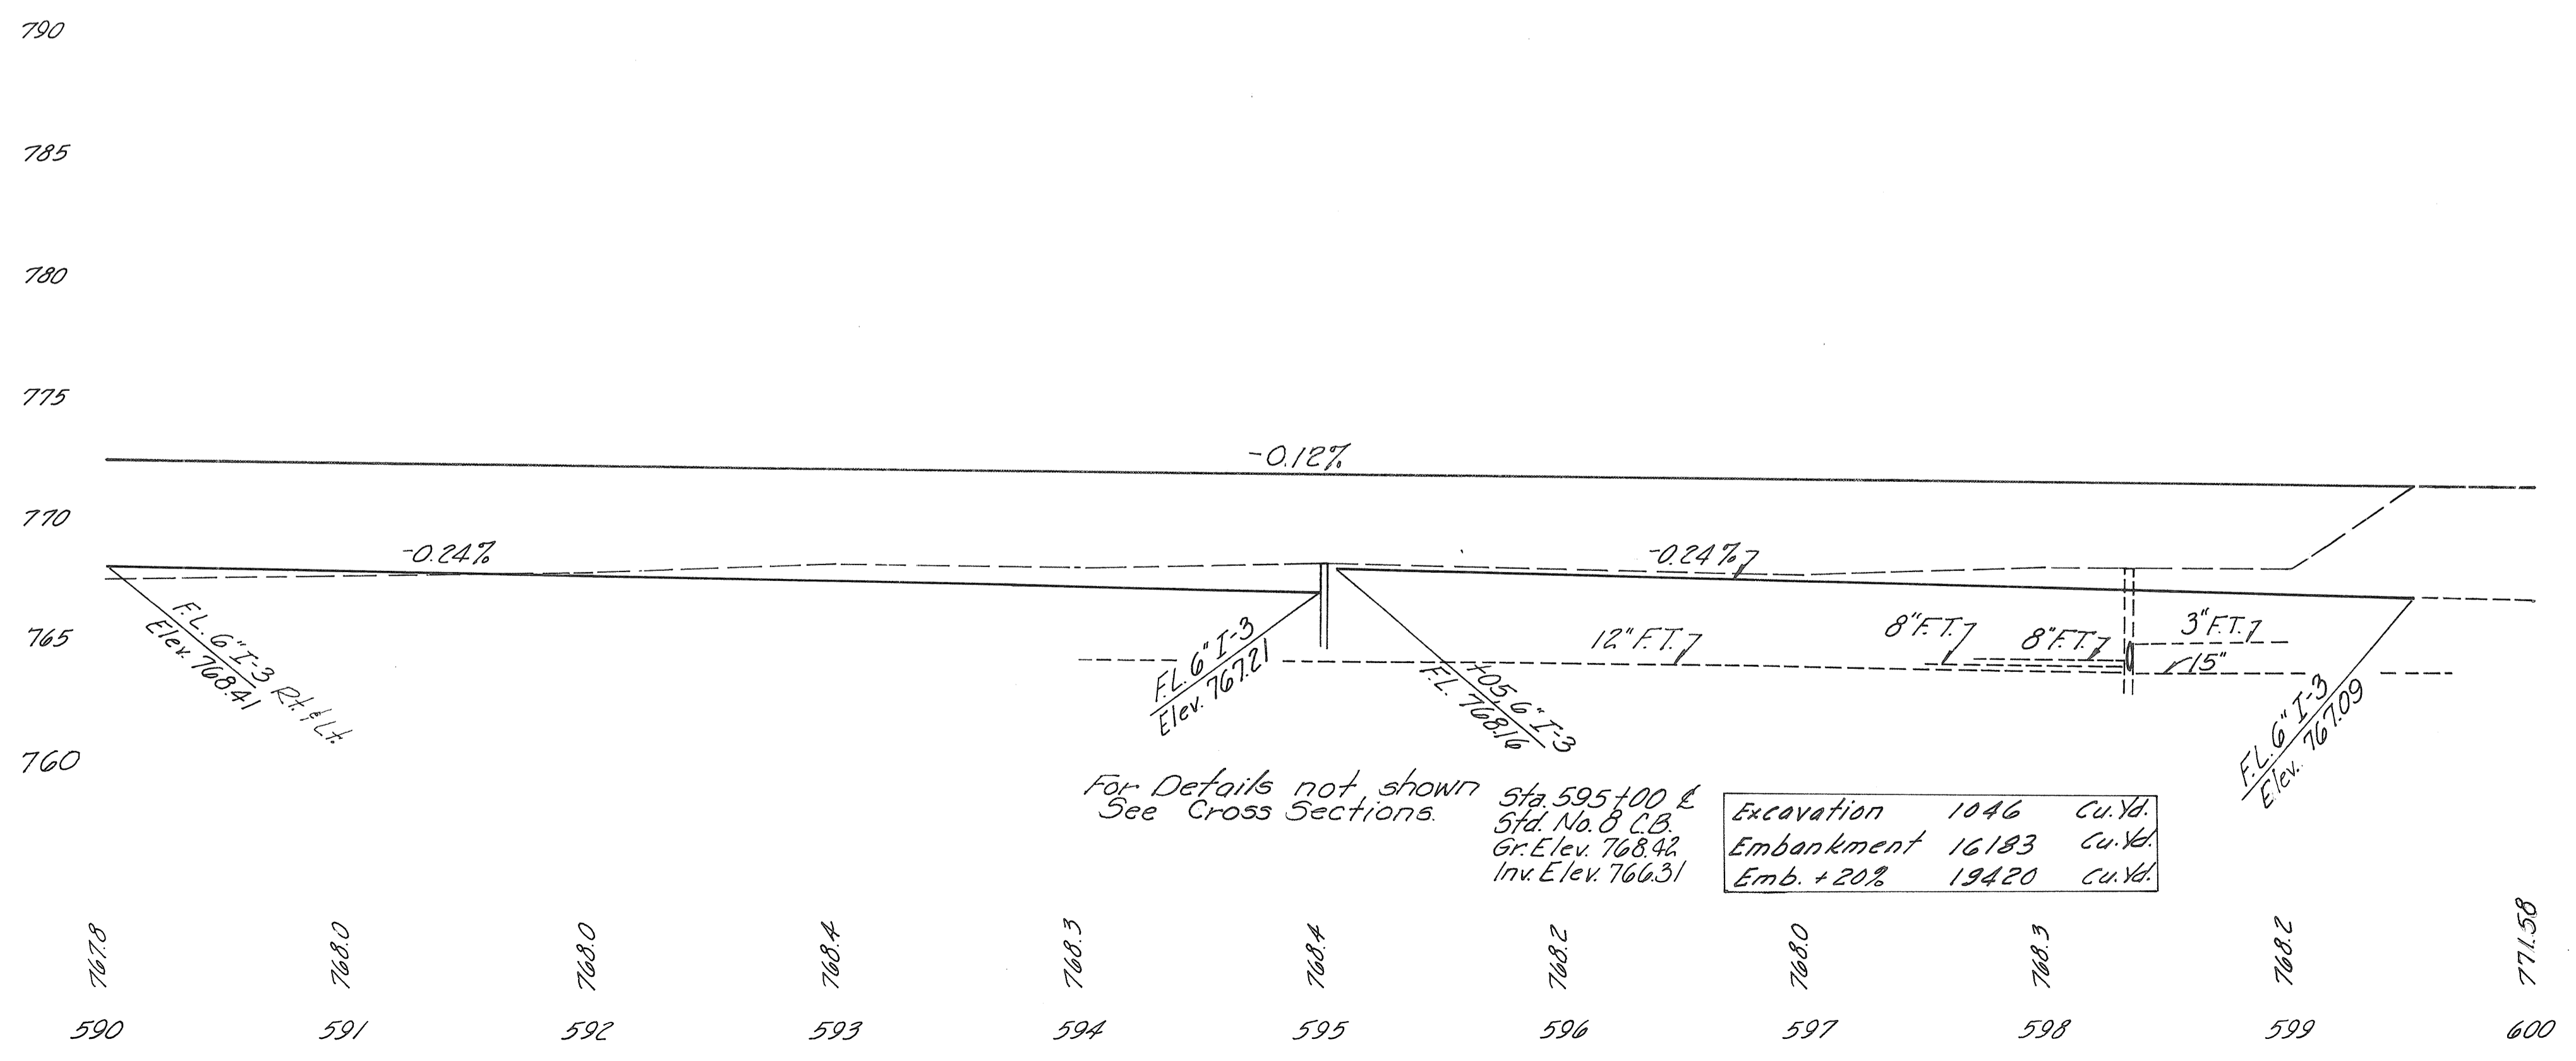 790
785
780
775
770
765
760
-0.12%
-0.24%
-0.24%
F.L. 6" I-3 Rt. & Lt.
Elev. 768.41
F.L. 6" I-3
Elev. 767.21
+05, 6" I-3
F.L. 768.16
12" F.T.
8" F.T.
8" F.T.
3" F.T.
15"
F.L. 6" I-3
Elev. 767.09
For Details not shown
See Cross Sections.
Sta. 595+00 ℄
Std. No. 8 C.B.
Gr. Elev. 768.42
Inv. Elev. 766.31
Excavation 1046 Cu. Yd.
Embankment 16183 Cu. Yd.
Emb. +20% 19420 Cu. Yd.
767.8 768.0 768.0 768.4 768.3 768.4 768.2 768.0 768.3 768.2 771.58
590 591 592 593 594 595 596 597 598 599 600